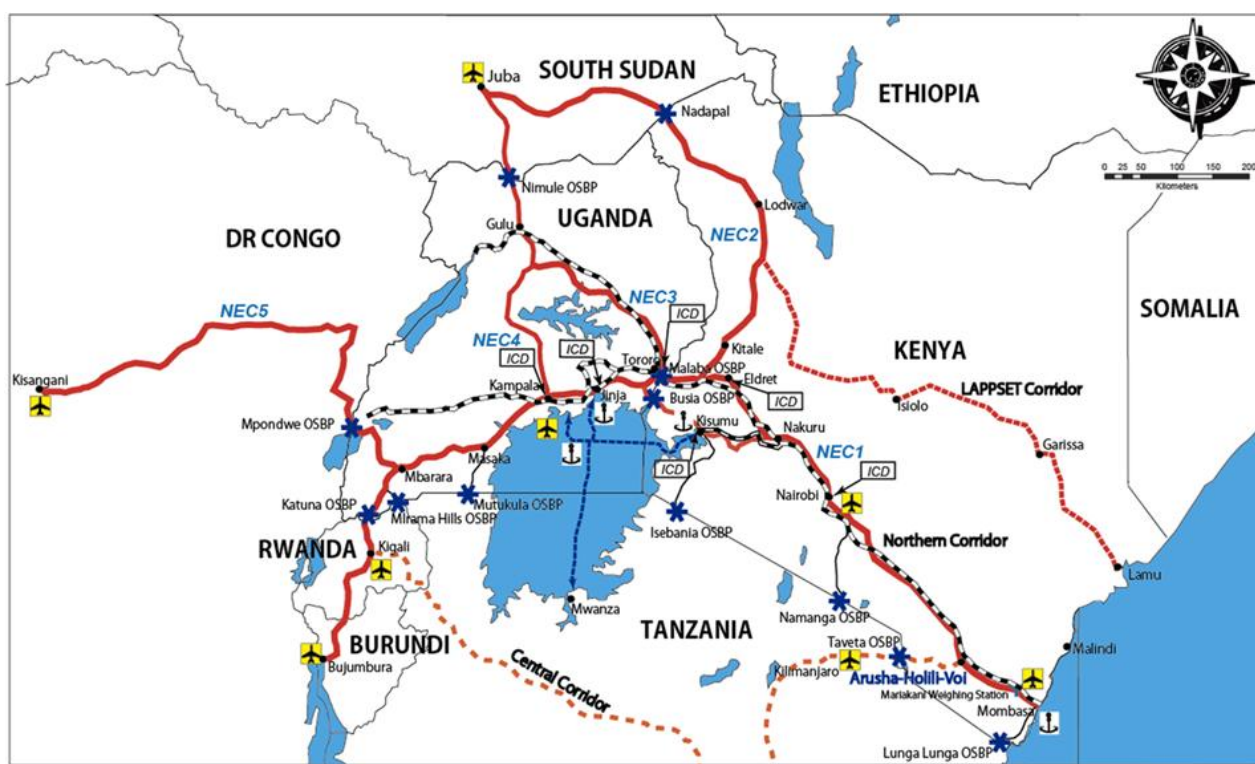 SOUTH SUDAN
Juba
ETHIOPIA
Nadapal
0 25 50 100 150 200
Kilometers
Nimule OSBP
UGANDA
Lodwar
Gulu
DR CONGO
NEC2
NEC5
NEC3
SOMALIA
ICD
NEC4
ICD
ICD
Tororo
Kitale
KENYA
Malaba OSBP
Kisangani
Eldret
LAPPSET Corridor
Kampala
Jinja
Busia OSBP
ICD
Isiolo
Mpondwe OSBP
Kisumu
Nakuru
Garissa
Masaka
NEC1
Mbarara
ICD
ICD
Nairobi
Katuna OSBP
Mutukula OSBP
Mirama Hills OSBP
Isebania OSBP
RWANDA
Kigali
Northern Corridor
Lamu
Mwanza
Namanga OSBP
TANZANIA
Taveta OSBP
BURUNDI
Malindi
Bujumbura
Kilimanjaro
Arusha-Holili-Voi
Central Corridor
Mariakani Weighing Station
Mombasa
Lunga Lunga OSBP